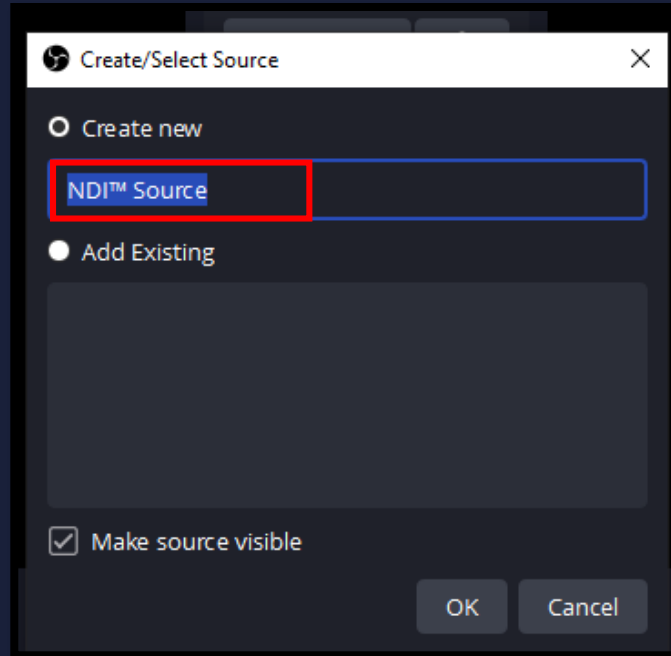 Create/Select Source
Create new
NDI™ Source
Add Existing
Make source visible
OK
Cancel